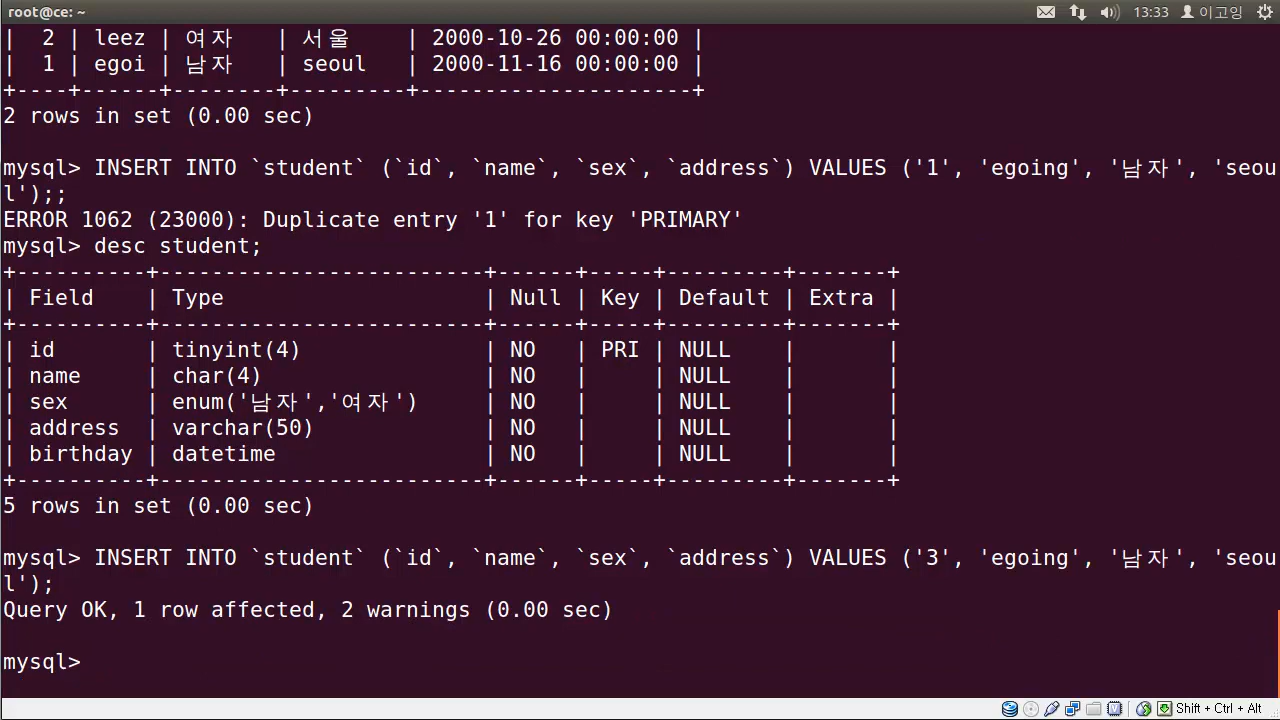 root@ce: ~ 13:33 이고잉
|  2 | leez | 여자   | 서울    | 2000-10-26 00:00:00 |
|  1 | egoi | 남자   | seoul   | 2000-11-16 00:00:00 |
+----+------+--------+---------+---------------------+
2 rows in set (0.00 sec)
mysql> INSERT INTO `student` (`id`, `name`, `sex`, `address`) VALUES ('1', 'egoing', '남자', 'seou
l');;
ERROR 1062 (23000): Duplicate entry '1' for key 'PRIMARY'
mysql> desc student;
+----------+-------------------------+------+-----+---------+-------+
| Field    | Type                    | Null | Key | Default | Extra |
+----------+-------------------------+------+-----+---------+-------+
| id       | tinyint(4)              | NO   | PRI | NULL    |       |
| name     | char(4)                 | NO   |     | NULL    |       |
| sex      | enum('남자','여자')     | NO   |     | NULL    |       |
| address  | varchar(50)             | NO   |     | NULL    |       |
| birthday | datetime                | NO   |     | NULL    |       |
+----------+-------------------------+------+-----+---------+-------+
5 rows in set (0.00 sec)
mysql> INSERT INTO `student` (`id`, `name`, `sex`, `address`) VALUES ('3', 'egoing', '남자', 'seou
l');
Query OK, 1 row affected, 2 warnings (0.00 sec)
mysql>
Shift + Ctrl + Alt